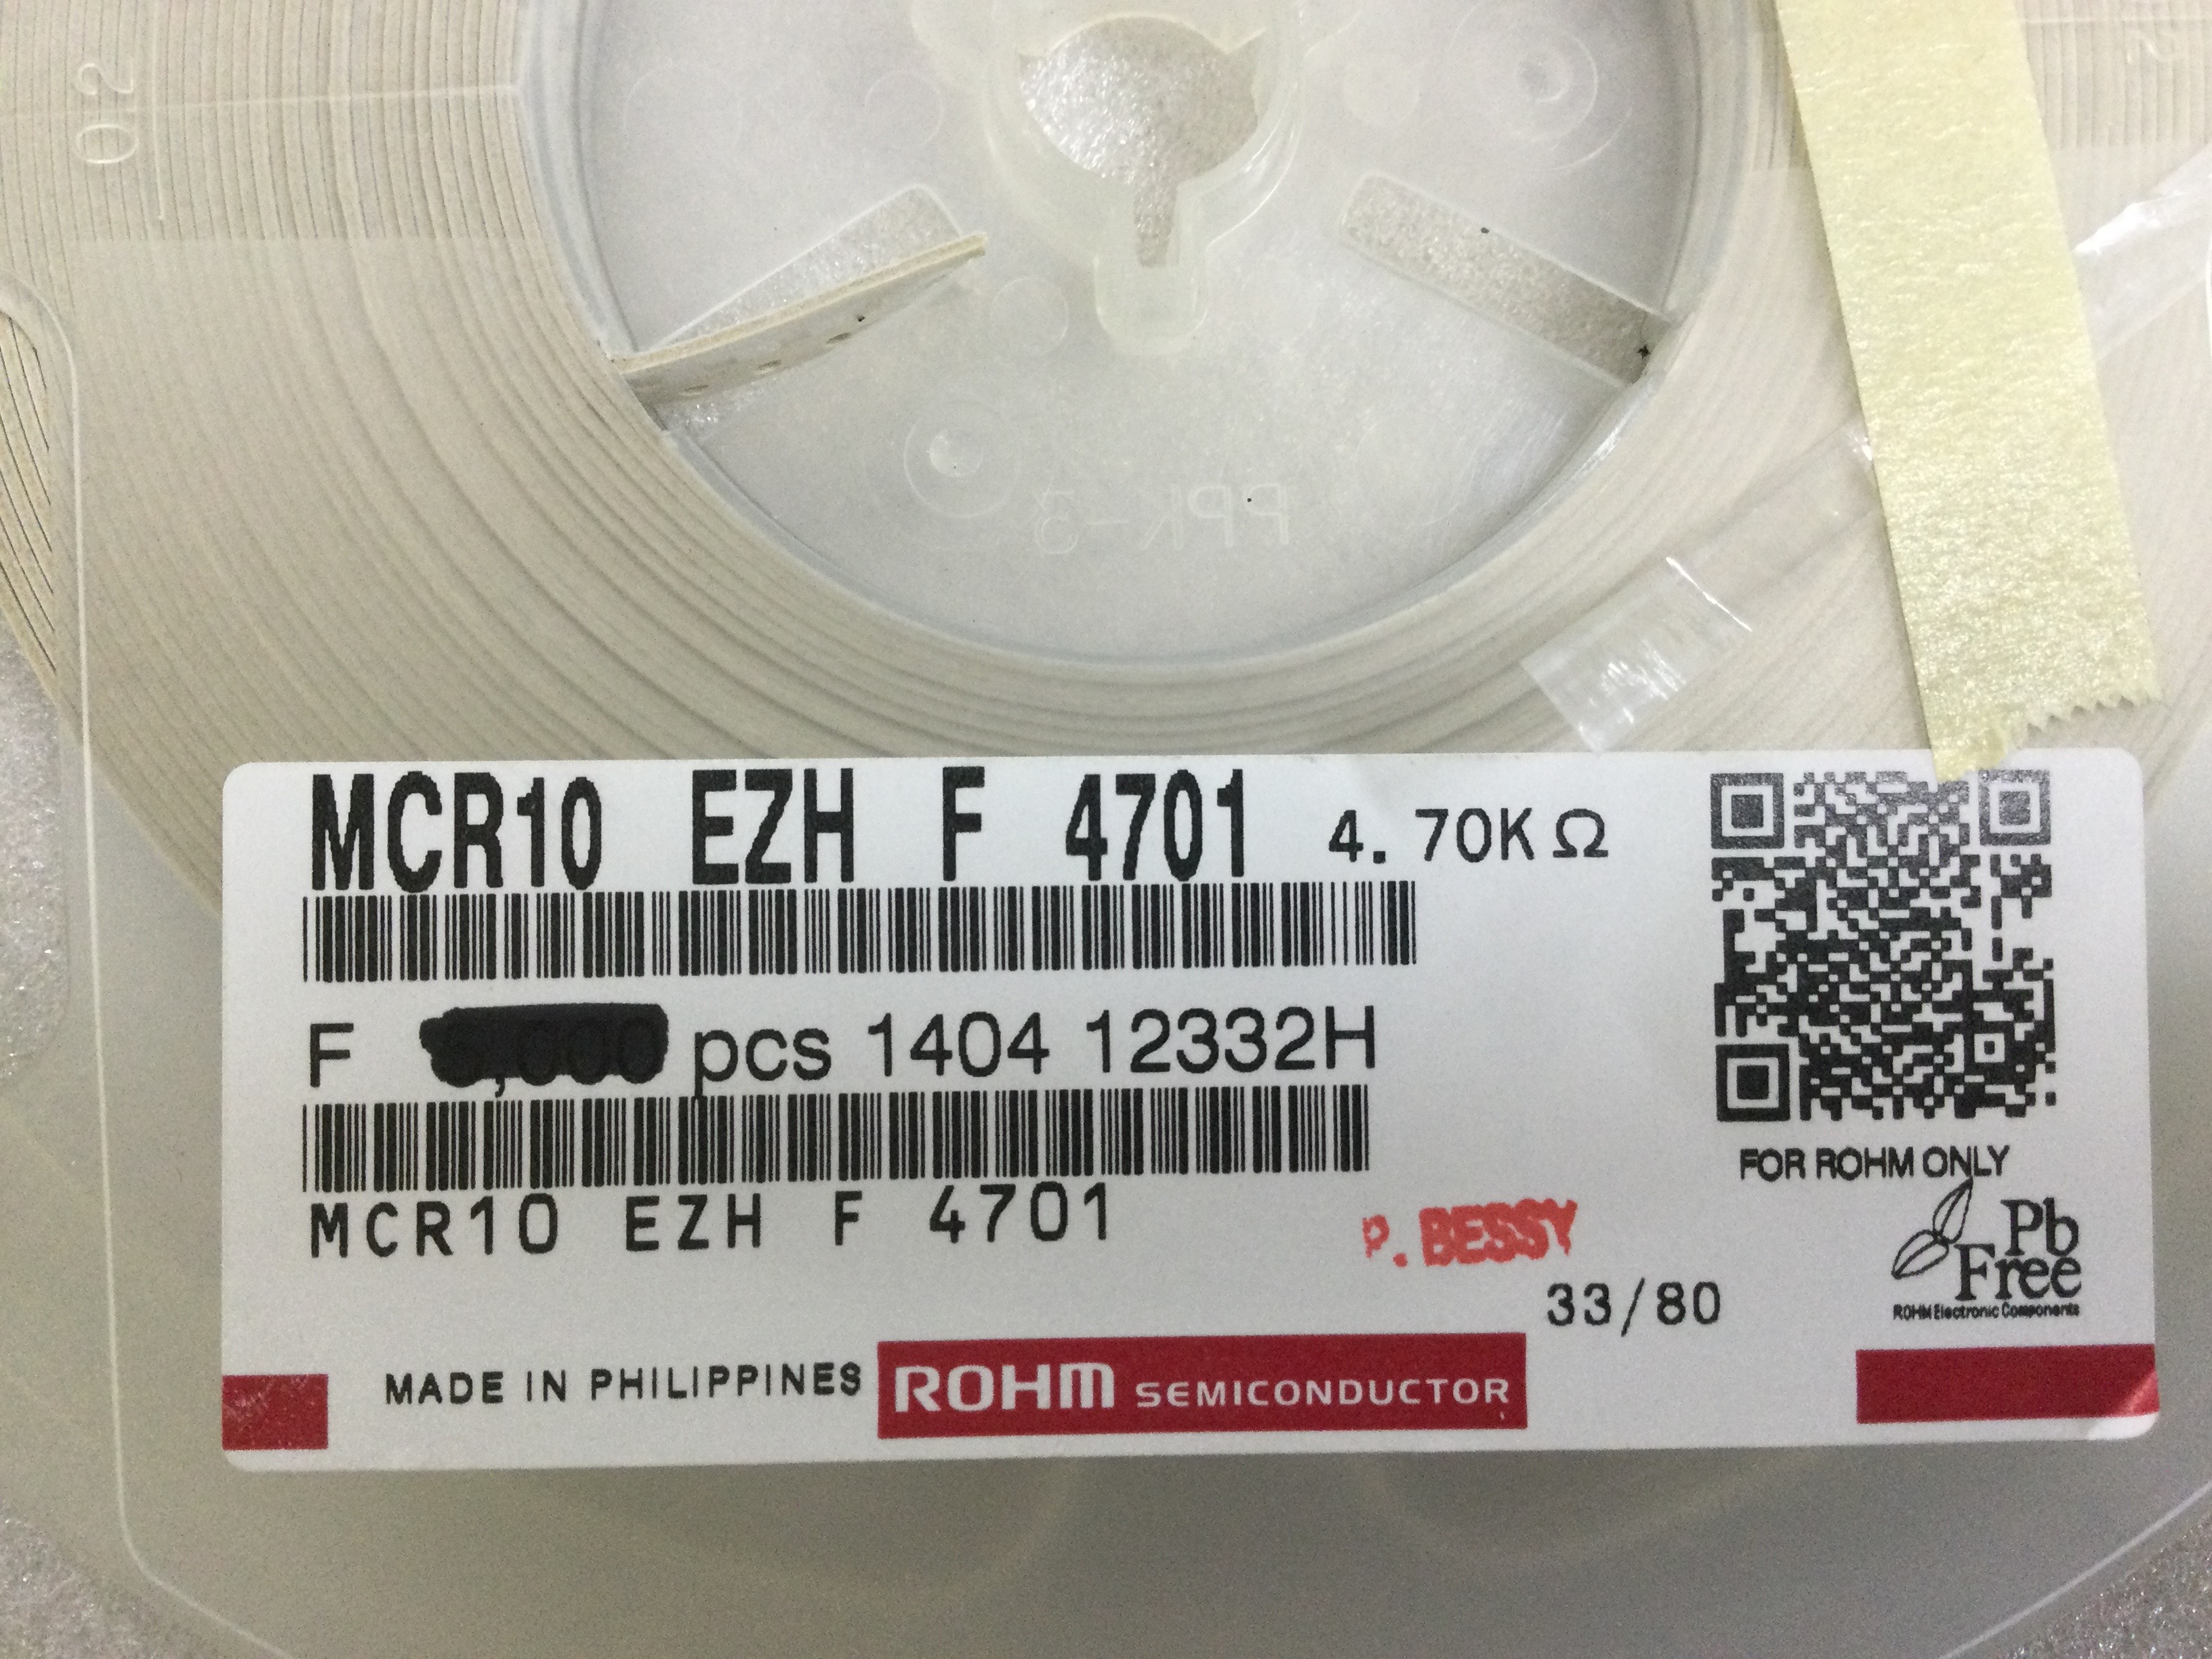 02
PPK-3
MCR10 EZH F 4701 4.70KΩ
F pcs 1404 12332H
MCR10 EZH F 4701
FOR ROHM ONLY
P. BESSY
Pb
Free
ROHM Electronic Components
33/80
MADE IN PHILIPPINES ROHM SEMICONDUCTOR